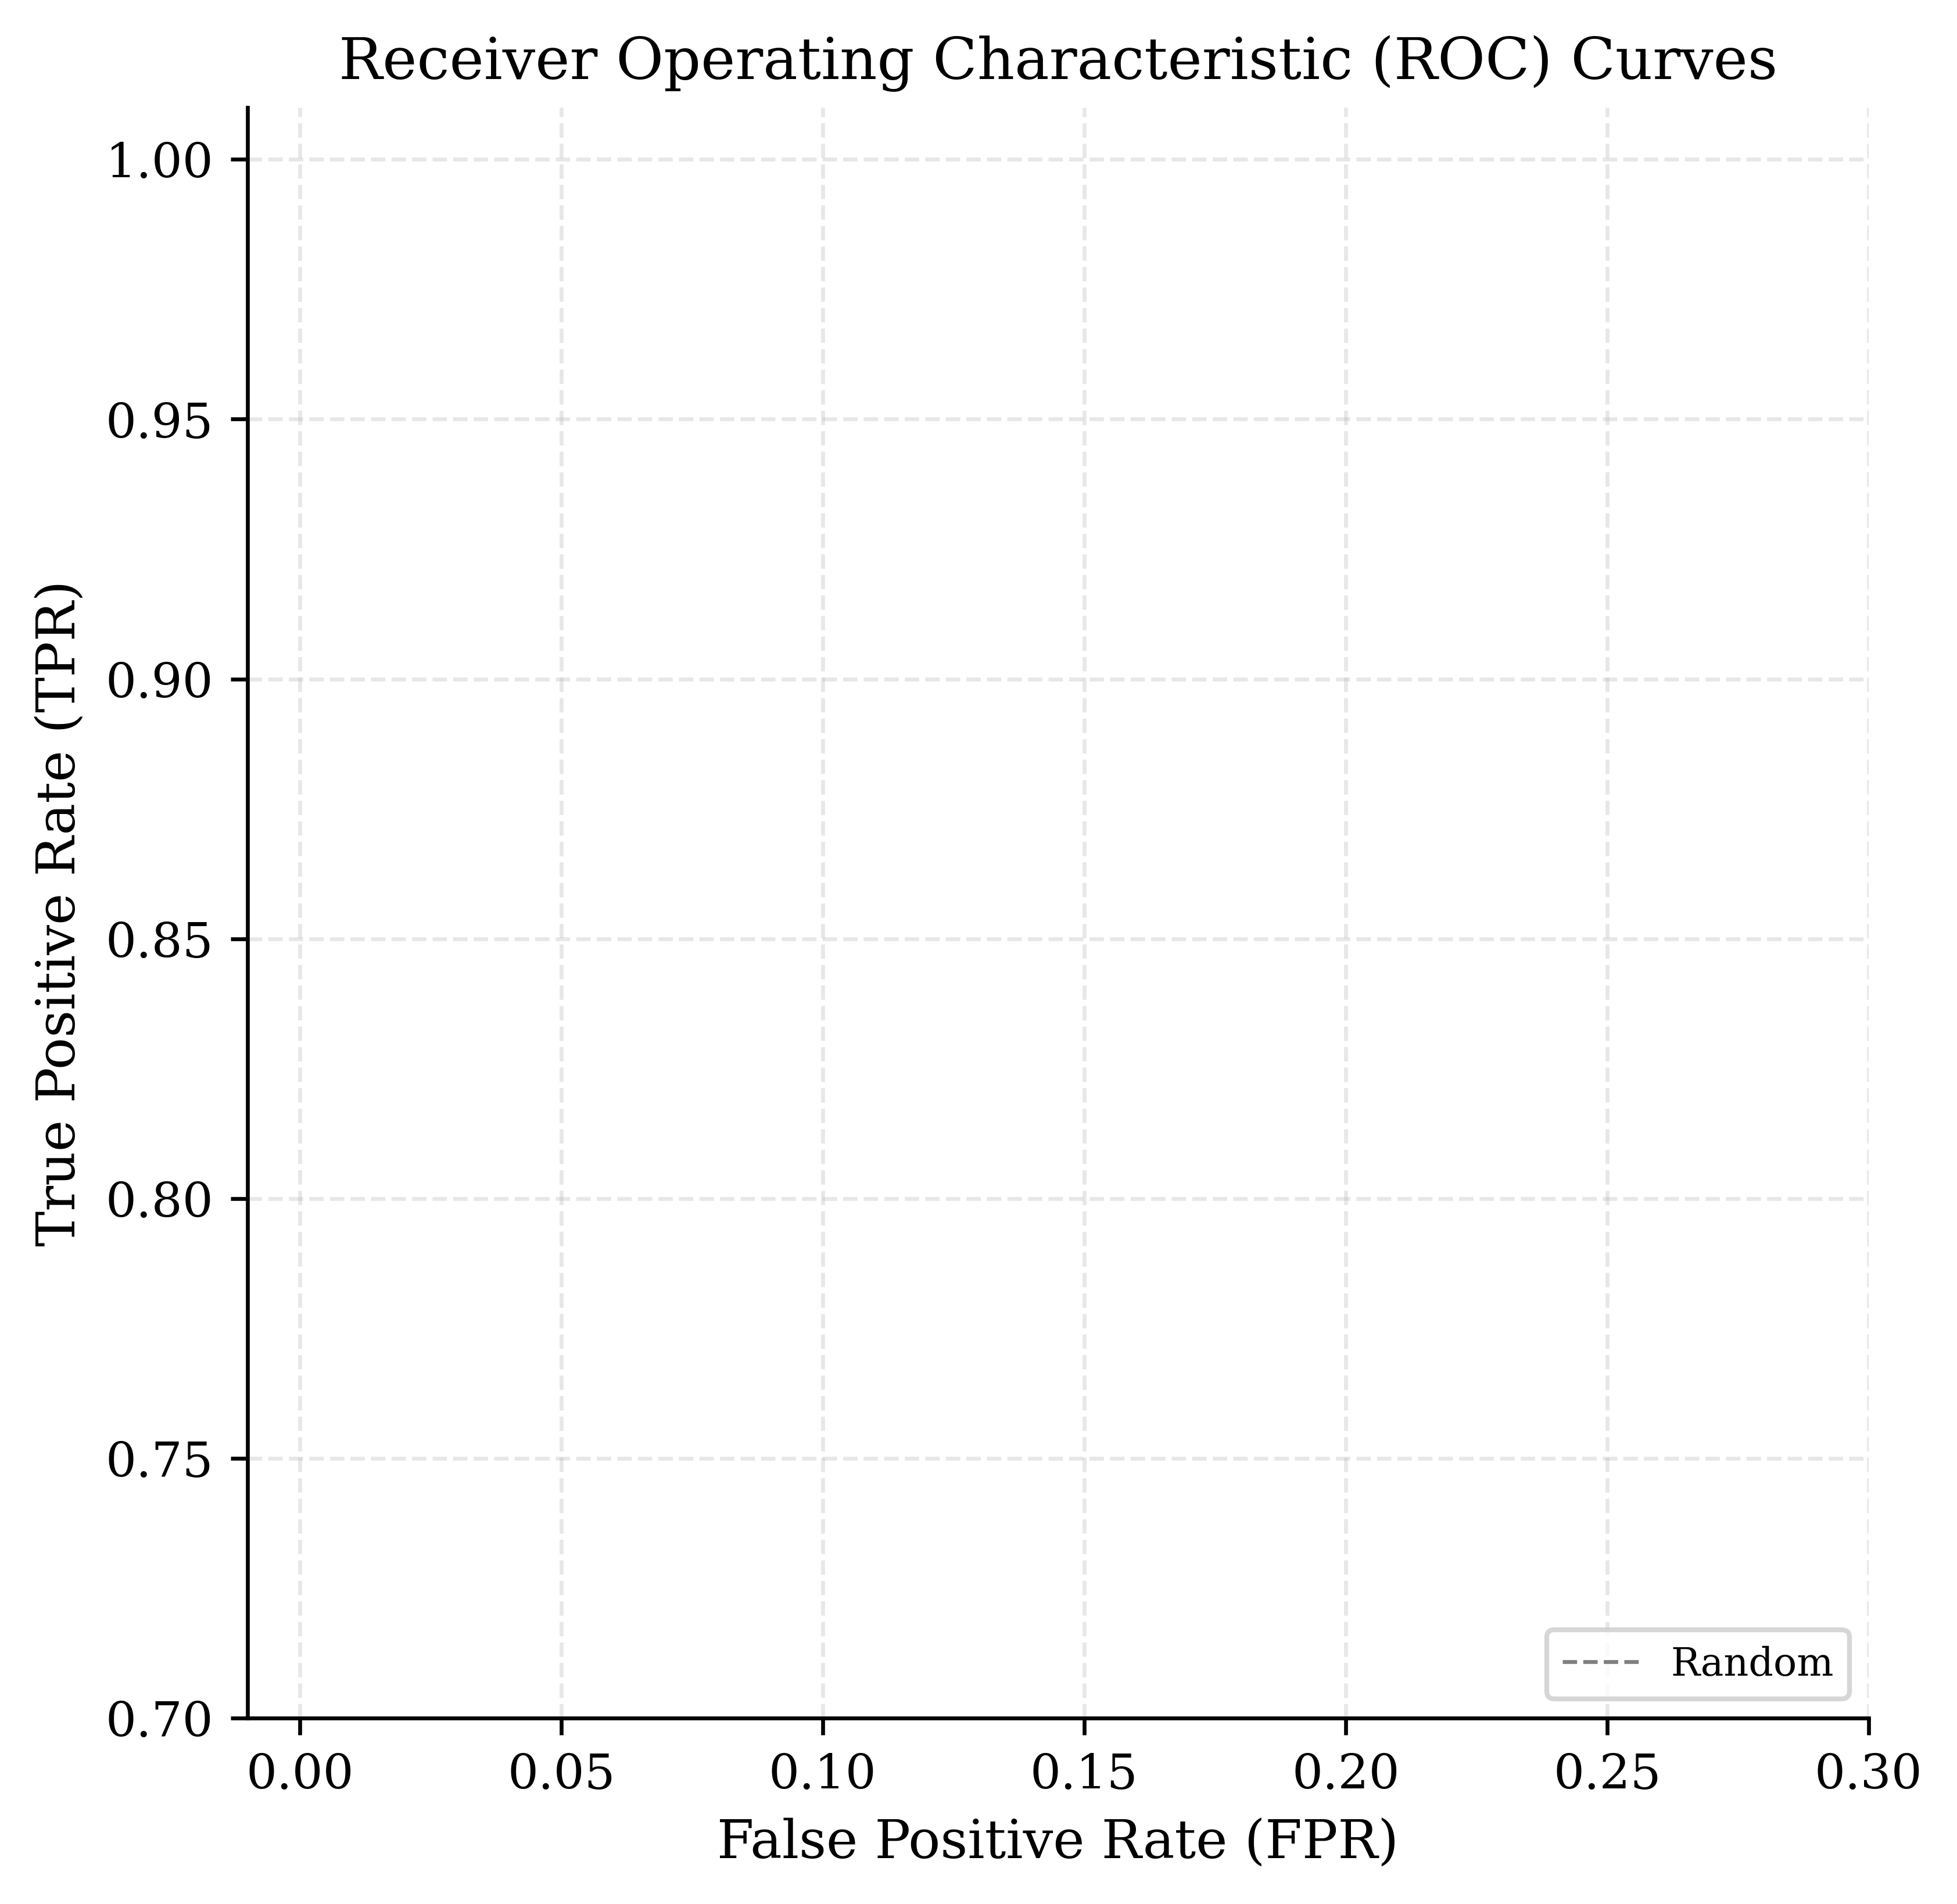 Receiver Operating Characteristic (ROC) Curves
1.00
0.95
0.90
0.85
0.80
0.75
0.70
True Positive Rate (TPR)
Random
0.00 0.05 0.10 0.15 0.20 0.25 0.30
False Positive Rate (FPR)